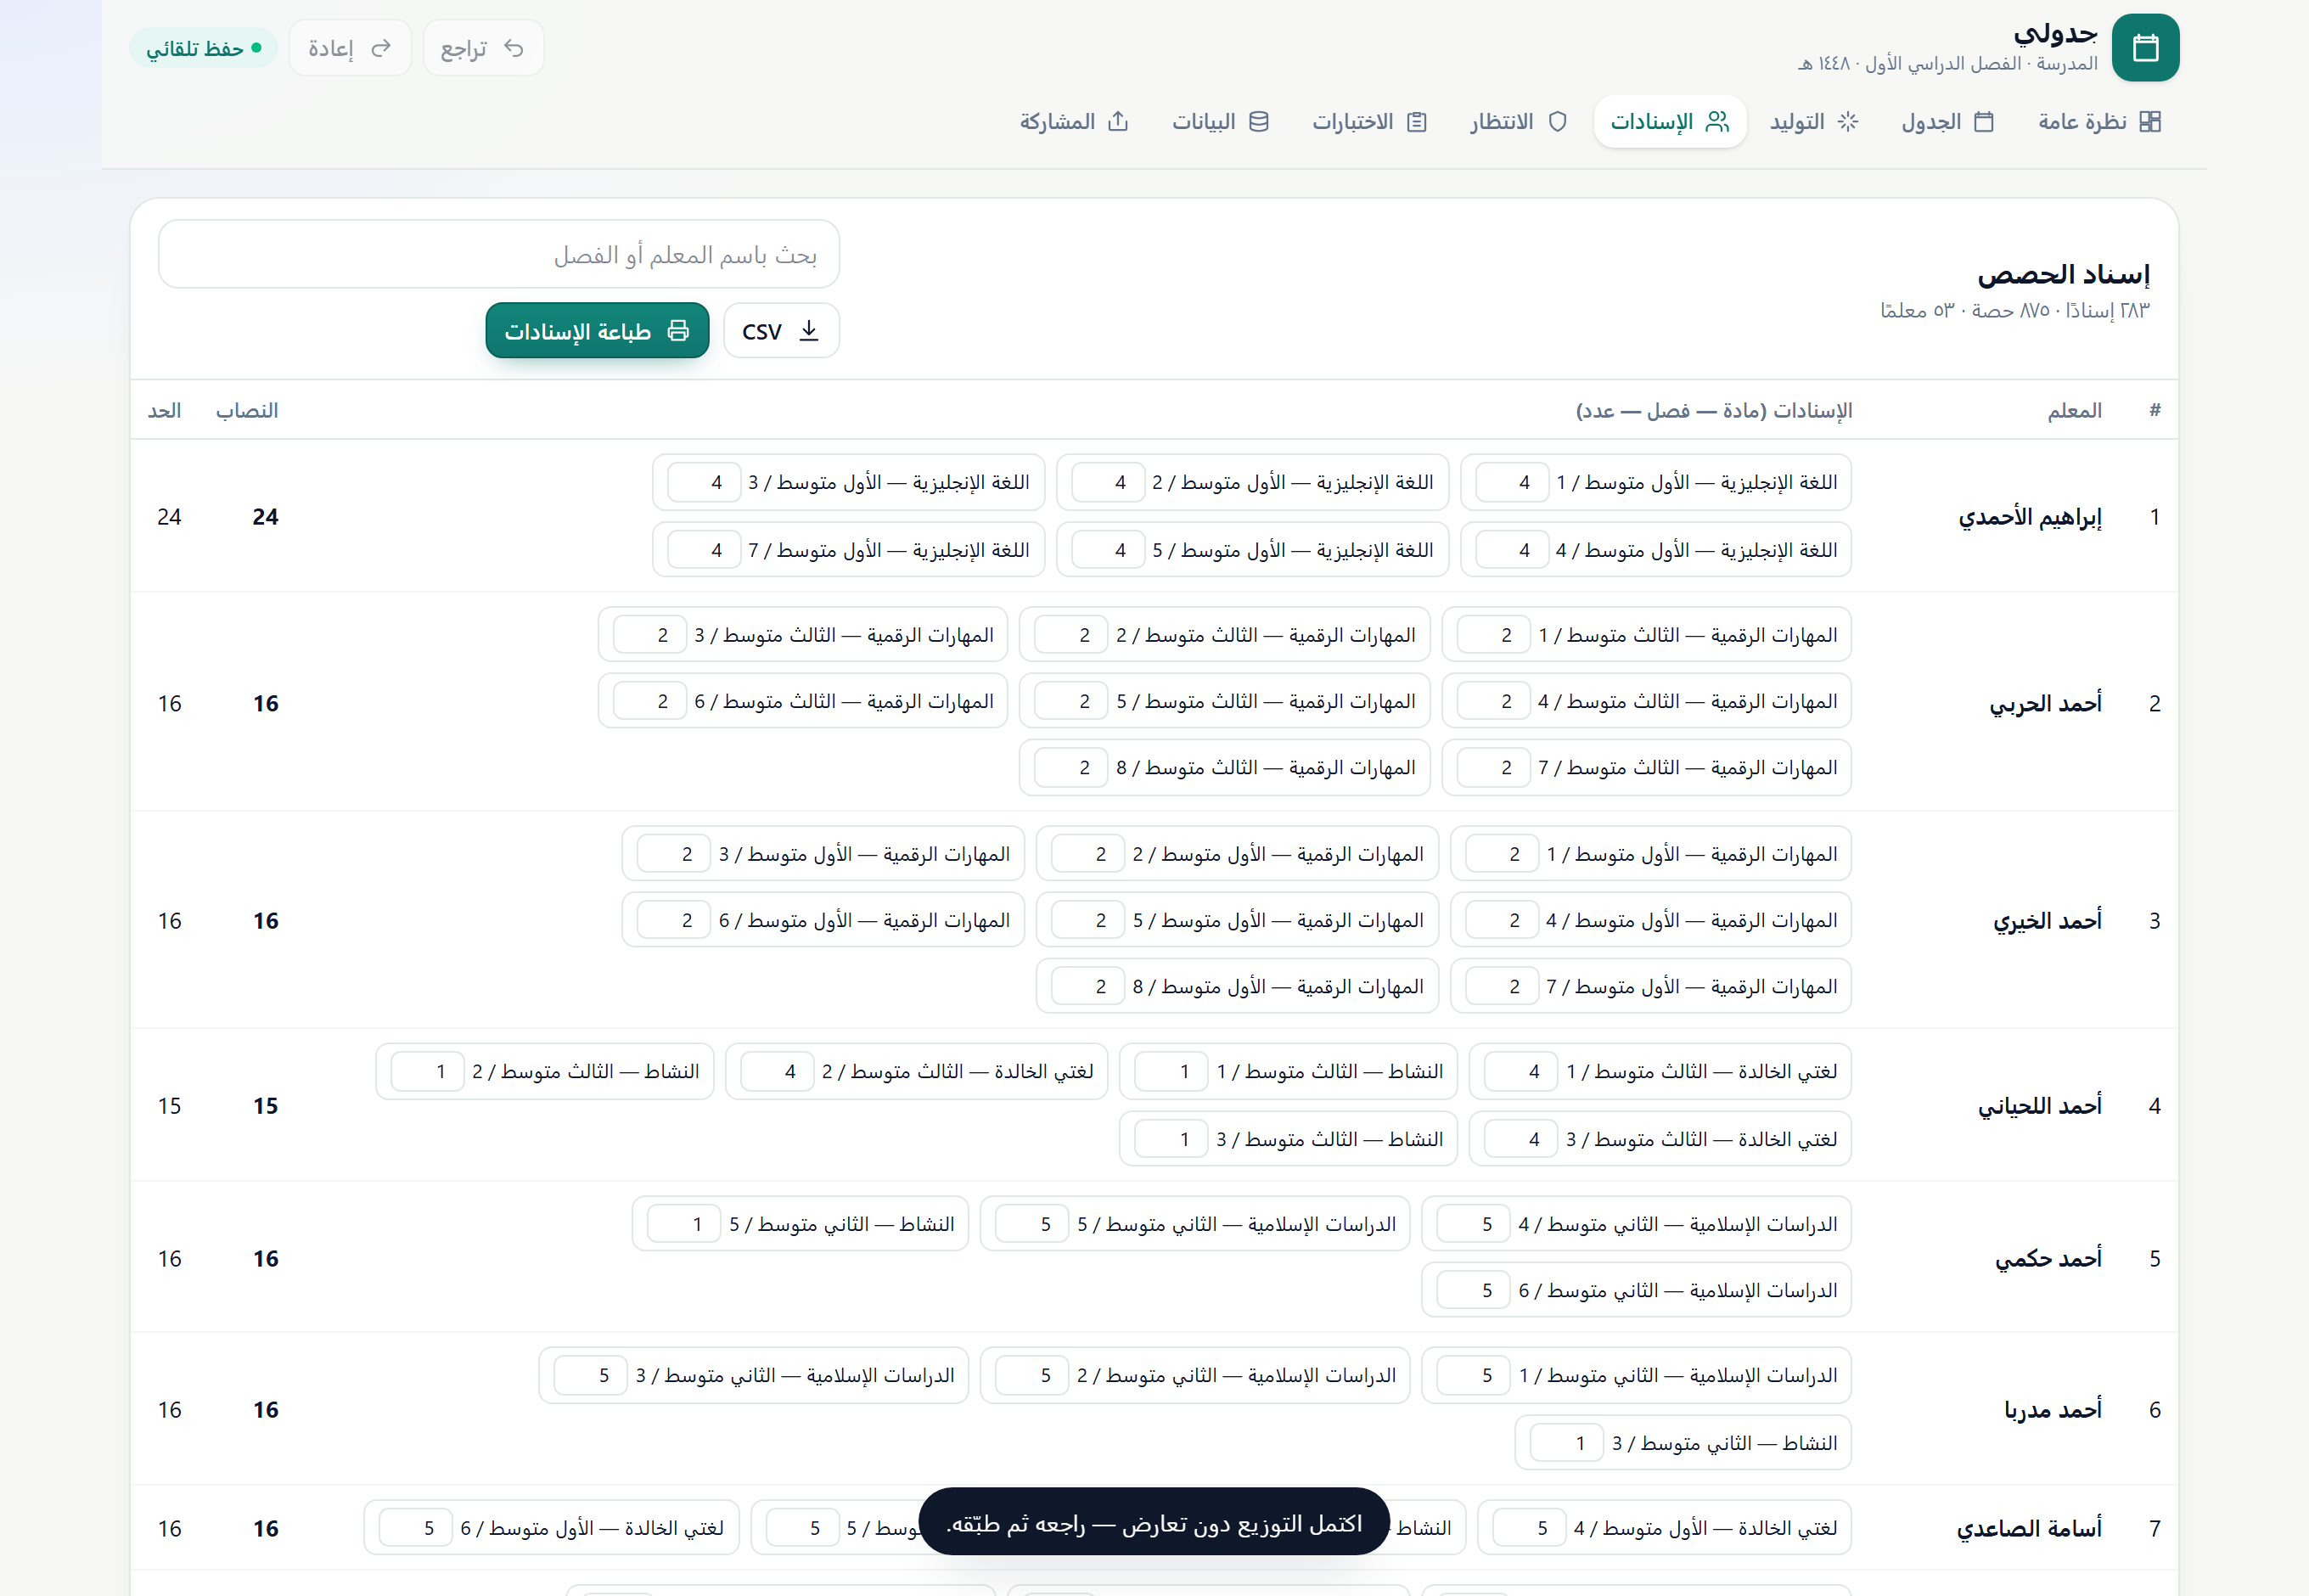 جدولي
المدرسة · الفصل الدراسي الأول · ١٤٤٨ هـ
تراجع
إعادة
حفظ تلقائي
نظرة عامة
الجدول
التوليد
الإسنادات
الانتظار
الاختبارات
البيانات
المشاركة
إسناد الحصص
٢٨٣ إسنادًا · ٨٧٥ حصة · ٥٣ معلمًا
بحث باسم المعلم أو الفصل
CSV
طباعة الإسنادات
# المعلم الإسنادات (مادة — فصل — عدد) النصاب الحد
1 إبراهيم الأحمدي 24 24
اللغة الإنجليزية — الأول متوسط / 1 4 اللغة الإنجليزية — الأول متوسط / 2 4 اللغة الإنجليزية — الأول متوسط / 3 4
اللغة الإنجليزية — الأول متوسط / 4 4 اللغة الإنجليزية — الأول متوسط / 5 4 اللغة الإنجليزية — الأول متوسط / 7 4
2 أحمد الحربي 16 16
المهارات الرقمية — الثالث متوسط / 1 2 المهارات الرقمية — الثالث متوسط / 2 2 المهارات الرقمية — الثالث متوسط / 3 2
المهارات الرقمية — الثالث متوسط / 4 2 المهارات الرقمية — الثالث متوسط / 5 2 المهارات الرقمية — الثالث متوسط / 6 2
المهارات الرقمية — الثالث متوسط / 7 2 المهارات الرقمية — الثالث متوسط / 8 2
3 أحمد الخيري 16 16
المهارات الرقمية — الأول متوسط / 1 2 المهارات الرقمية — الأول متوسط / 2 2 المهارات الرقمية — الأول متوسط / 3 2
المهارات الرقمية — الأول متوسط / 4 2 المهارات الرقمية — الأول متوسط / 5 2 المهارات الرقمية — الأول متوسط / 6 2
المهارات الرقمية — الأول متوسط / 7 2 المهارات الرقمية — الأول متوسط / 8 2
4 أحمد اللحياني 15 15
لغتي الخالدة — الثالث متوسط / 1 4 النشاط — الثالث متوسط / 1 1 لغتي الخالدة — الثالث متوسط / 2 4 النشاط — الثالث متوسط / 2 1
لغتي الخالدة — الثالث متوسط / 3 4 النشاط — الثالث متوسط / 3 1
5 أحمد حكمي 16 16
الدراسات الإسلامية — الثاني متوسط / 4 5 الدراسات الإسلامية — الثاني متوسط / 5 5 النشاط — الثاني متوسط / 5 1
الدراسات الإسلامية — الثاني متوسط / 6 5
6 أحمد مدربا 16 16
الدراسات الإسلامية — الثاني متوسط / 1 5 الدراسات الإسلامية — الثاني متوسط / 2 5 الدراسات الإسلامية — الثاني متوسط / 3 5
النشاط — الثاني متوسط / 3 1
7 أسامة الصاعدي 16 16
لغتي الخالدة — الأول متوسط / 4 5 النشاط / 5 5 لغتي الخالدة — الأول متوسط / 6 5
اكتمل التوزيع دون تعارض — راجعه ثم طبّقه.